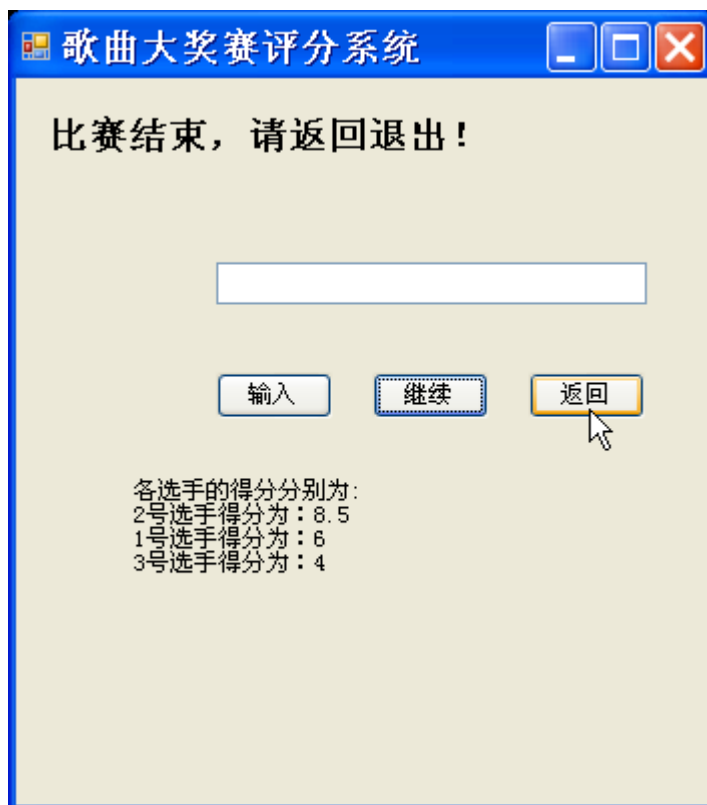 歌曲大奖赛评分系统
比赛结束，请返回退出！
输入 继续 返回
各选手的得分分别为:
2号选手得分为：8.5
1号选手得分为：6
3号选手得分为：4